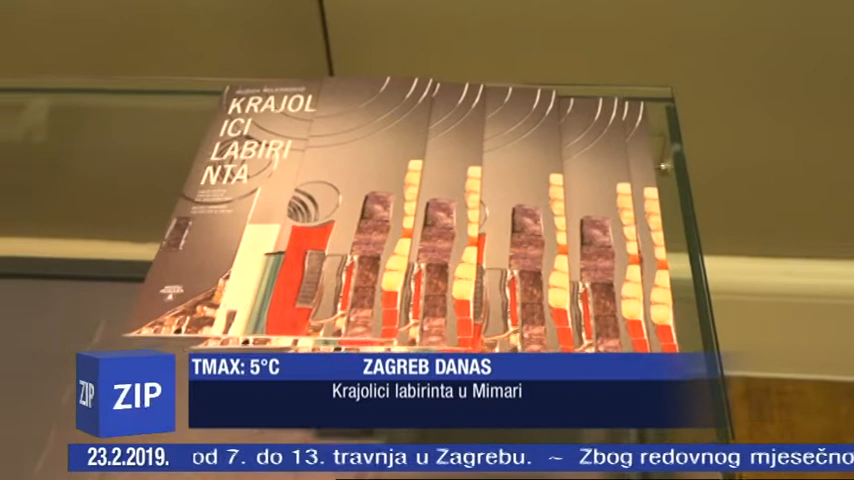 KRAJOL
ICI
LABIRI
NTA
TMAX: 5°C
ZAGREB DANAS
Krajolici labirinta u Mimari
ZIP
ZIP
23.2.2019.
od 7. do 13. travnja u Zagrebu. ~ Zbog redovnog mjesečno